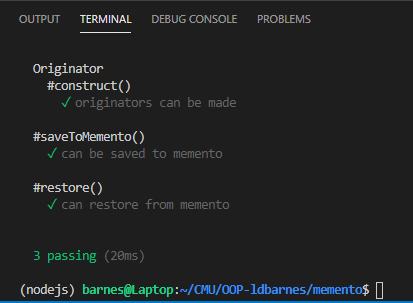 OUTPUT TERMINAL DEBUG CONSOLE PROBLEMS
Originator
#construct()
✓ originators can be made
#saveToMemento()
✓ can be saved to memento
#restore()
✓ can restore from memento
3 passing (20ms)
(nodejs) barnes@Laptop:~/CMU/OOP-ldbarnes/memento$